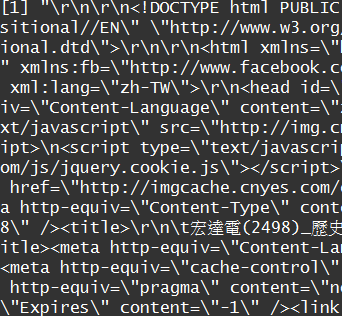 [1] "\r\n\r\n<!DOCTYPE html PUBLIC
sitional//EN\" \"http://www.w3.org/
ional.dtd\">\r\n\r\n<html xmlns=\"h
" xmlns:fb=\"http://www.facebook.co
 xml:lang=\"zh-TW\">\r\n<head id=\"
iv=\"Content-Language\" content=\"z
xt/javascript\" src=\"http://img.cn
ipt>\n<script type=\"text/javascrip
om/js/jquery.cookie.js\"></script>\
 href=\"http://imgcache.cnyes.com/c
a http-equiv=\"Content-Type\" conte
8\" /><title>\r\n\t宏達電(2498)_歷史
itle><meta http-equiv=\"Content-Lan
<meta http-equiv=\"cache-control\"
http-equiv=\"pragma\" content=\"no
\"Expires\" content=\"-1\" /><link